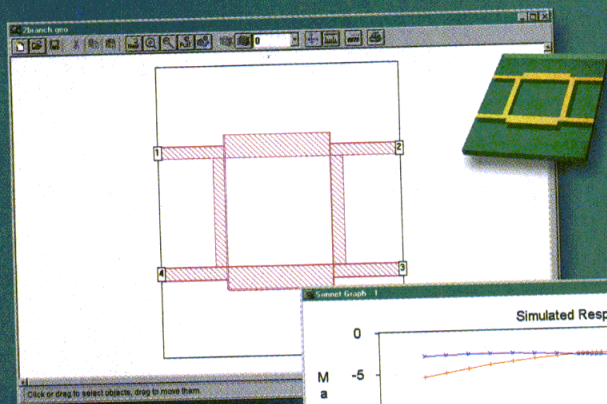 2branch.geo
0
1
2
4
3
Click or drag to select objects, drag to move them.
Sonnet Graph - 1
Simulated Resp
0
-5
M
a